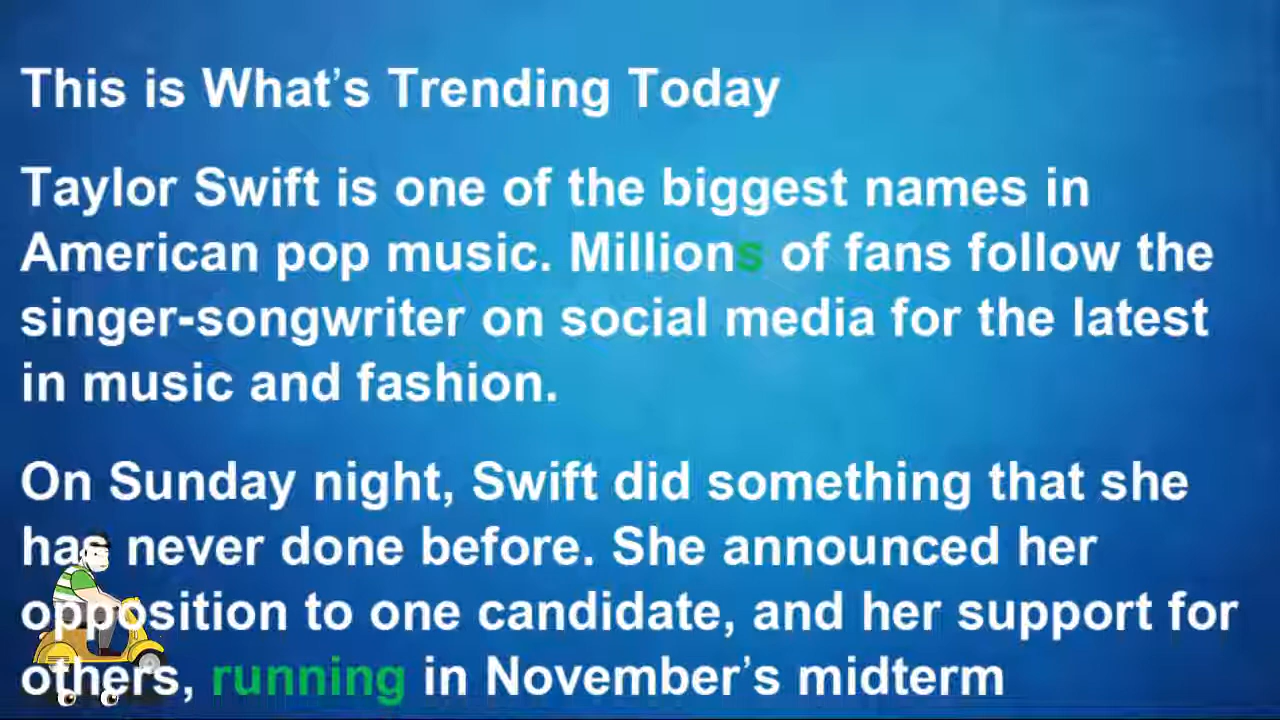 This is What’s Trending Today
Taylor Swift is one of the biggest names in
American pop music. Millions of fans follow the
singer-songwriter on social media for the latest
in music and fashion.
On Sunday night, Swift did something that she
has never done before. She announced her
opposition to one candidate, and her support for
others, running in November’s midterm